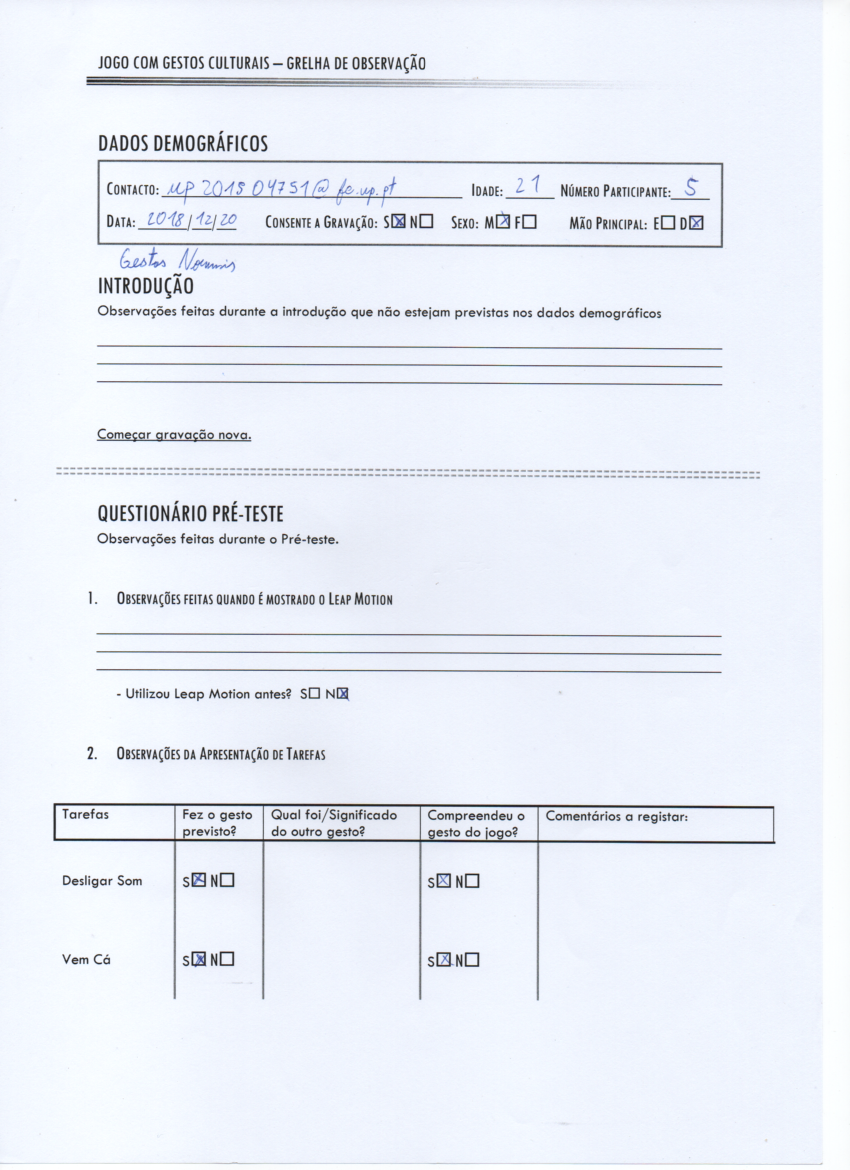 JOGO COM GESTOS CULTURAIS – GRELHA DE OBSERVAÇÃO
DADOS DEMOGRÁFICOS
CONTACTO: up 201504751@fc.up.pt IDADE: 21 NÚMERO PARTICIPANTE: 5
DATA: 2018/12/20 CONSENTE A GRAVAÇÃO: S☒ N☐ SEXO: M☒ F☐ MÃO PRINCIPAL: E☐ D☒
Gestos Normais
INTRODUÇÃO
Observações feitas durante a introdução que não estejam previstas nos dados demográficos
Começar gravação nova.
QUESTIONÁRIO PRÉ-TESTE
Observações feitas durante o Pré-teste.
1. OBSERVAÇÕES FEITAS QUANDO É MOSTRADO O LEAP MOTION
- Utilizou Leap Motion antes? S☐ N☒
2. OBSERVAÇÕES DA APRESENTAÇÃO DE TAREFAS
Tarefas Fez o gesto previsto? Qual foi/Significado do outro gesto? Compreendeu o gesto do jogo? Comentários a registar:
Desligar Som S☒ N☐ S☒ N☐
Vem Cá S☒ N☐ S☒ N☐